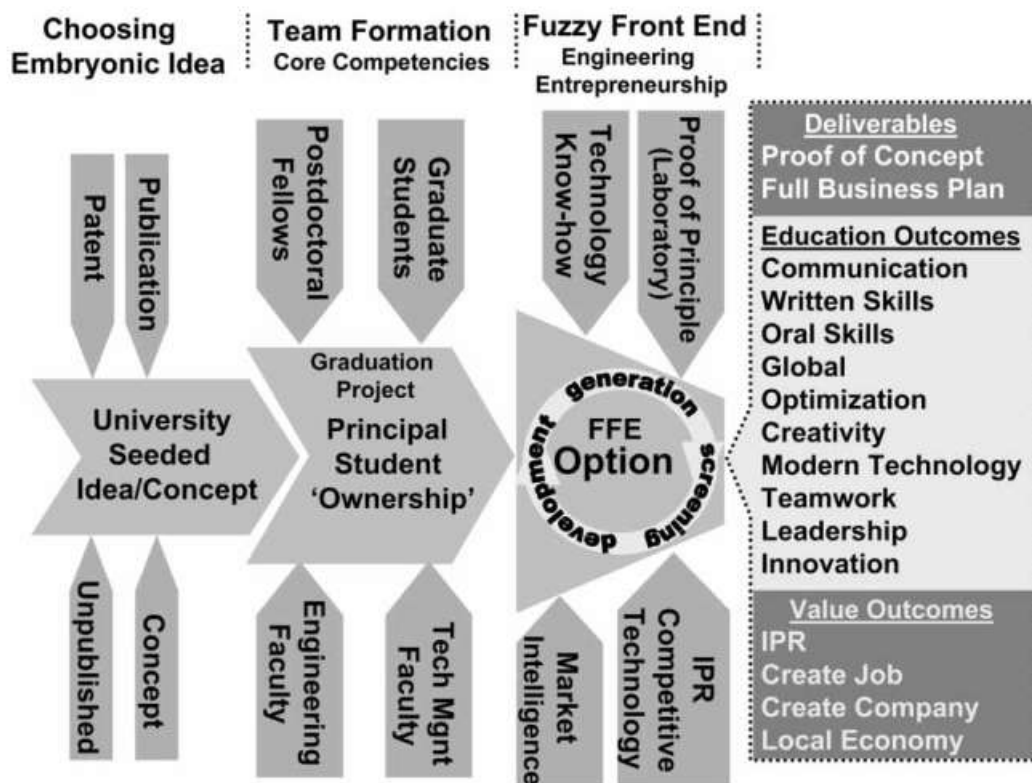 Choosing
Embryonic Idea
Team Formation
Core Competencies
Fuzzy Front End
Engineering
Entrepreneurship
Patent
Publication
Postdoctoral
Fellows
Graduate
Students
Technology
Know-how
Proof of Principle
(Laboratory)
University
Seeded
Idea/Concept
Graduation
Project
Principal
Student
‘Ownership’
generation
screening
development
FFE
Option
Unpublished
Concept
Engineering
Faculty
Tech Mgnt
Faculty
Market
Intelligence
IPR
Competitive
Technology
Deliverables
Proof of Concept
Full Business Plan
Education Outcomes
Communication
Written Skills
Oral Skills
Global
Optimization
Creativity
Modern Technology
Teamwork
Leadership
Innovation
Value Outcomes
IPR
Create Job
Create Company
Local Economy